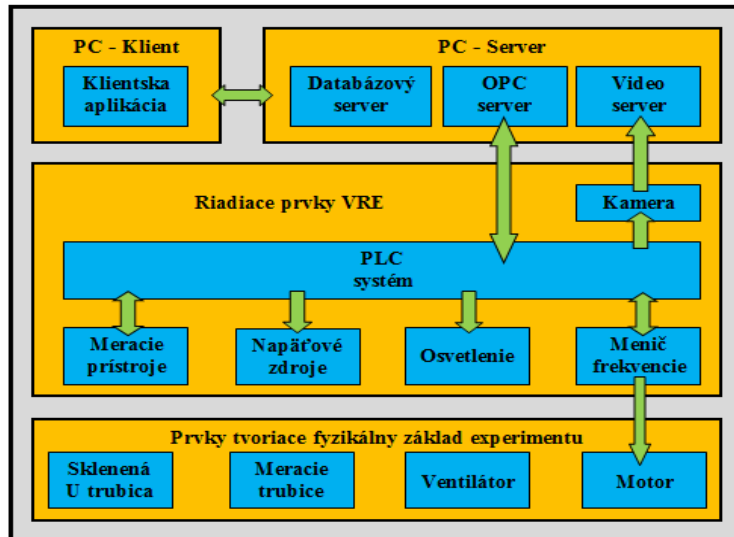 PC - Klient
PC - Server
Klientska
aplikácia
Databázový
server
OPC
server
Video
server
Riadiace prvky VRE
Kamera
PLC
systém
Meracie
prístroje
Napäťové
zdroje
Osvetlenie
Menič
frekvencie
Prvky tvoriace fyzikálny základ experimentu
Sklenená
U trubica
Meracie
trubice
Ventilátor
Motor